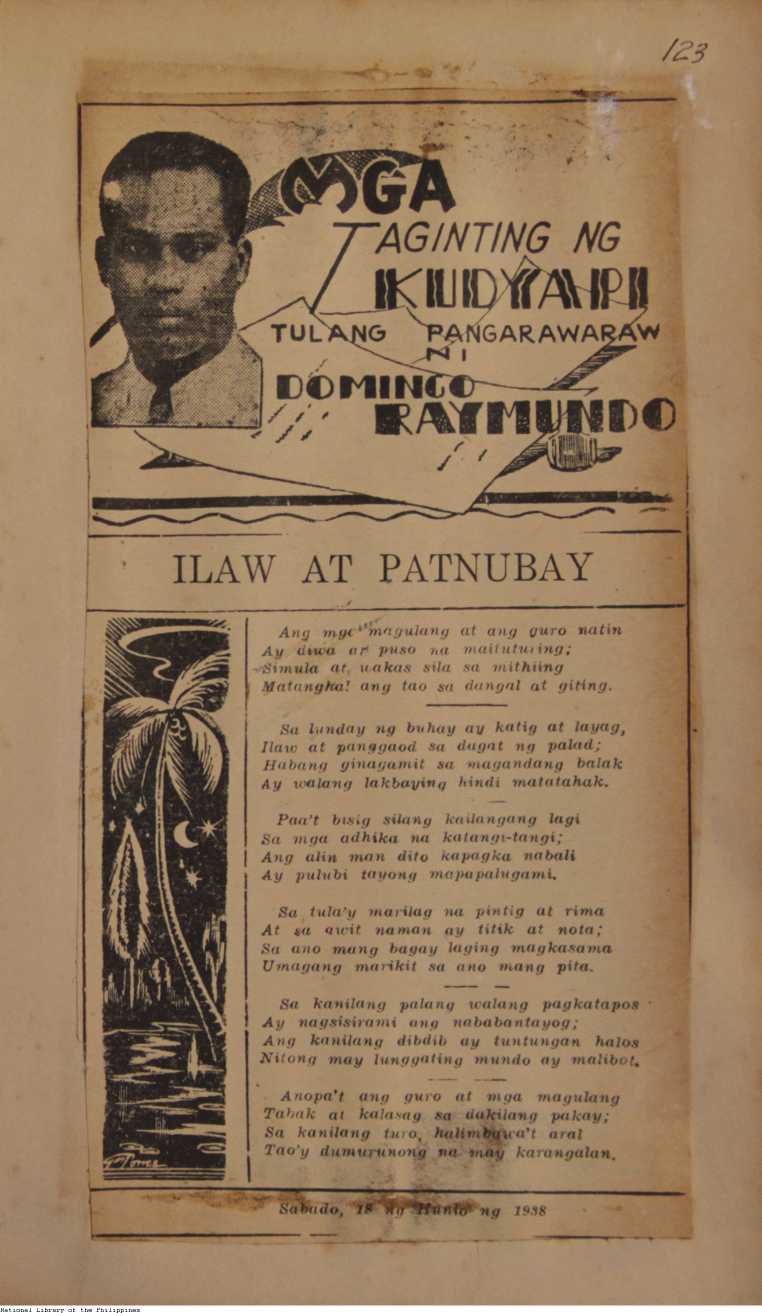 123
MGA
TAGINTING NG
KUDYAPI
TULANG PANGARAWARAW
NI
DOMINGO
RAYMUNDO
ILAW AT PATNUBAY
Ang mga magulang at ang guro natin
Ay diwa at puso na maituturing;
Simula at wakas sila sa mithiing
Matanghal ang tao sa dangal at giting.
Sa lunday ng buhay ay katig at layag,
Ilaw at panggaod sa dagat ng palad;
Habang ginagamit sa magandang balak
Ay walang lakbaying hindi matatahak.
Paa't bisig silang kailangang lagi
Sa mga adhika na katangi-tangi;
Ang alin man dito kapagka nabali
Ay pulubi tayong mapapalugami.
Sa tula'y marilag na pintig at rima
At sa awit naman ay titik at nota;
Sa ano mang bagay laging magkasama
Umagang marikit sa ano mang pita.
Sa kanilang palang walang pagkatapos
Ay nagsisirami ang nababantayog;
Ang kanilang dibdib ay tuntungan halos
Nitong may lunggating mundo ay malibot.
Anopa't ang guro at mga magulang
Tabak at kalasag sa dakilang pakay;
Sa kanilang turo, halimbawa't aral
Tao'y dumurunong na may karangalan.
Sabado, 18 ng Hunio ng 1938
National Library of the Philippines